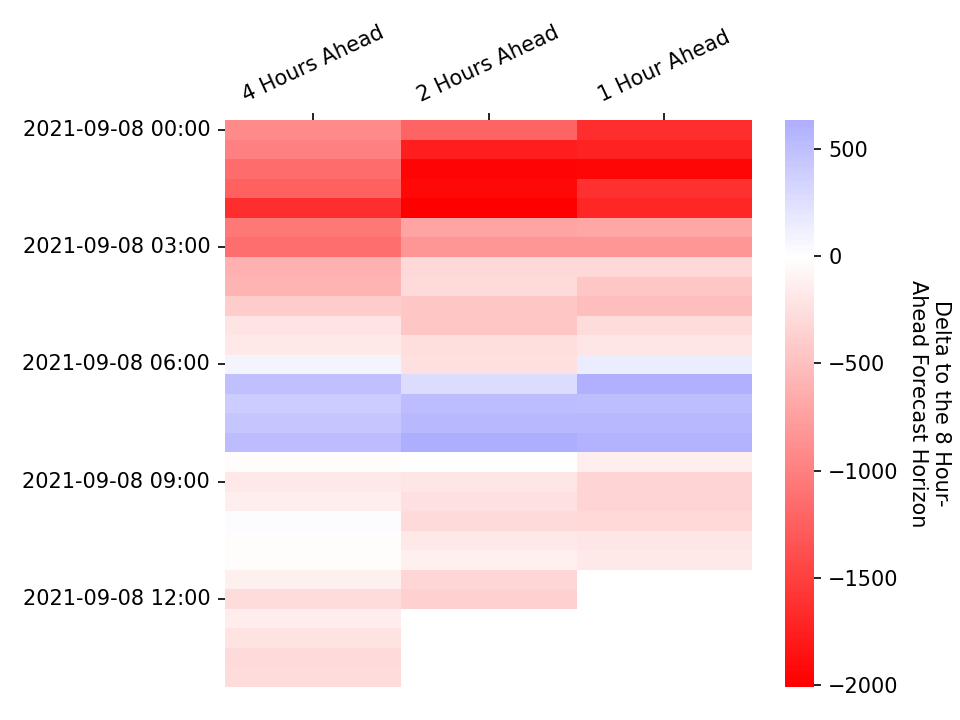 4 Hours Ahead
2 Hours Ahead
1 Hour Ahead
2021-09-08 00:00
2021-09-08 03:00
2021-09-08 06:00
2021-09-08 09:00
2021-09-08 12:00
500
0
−500
−1000
−1500
−2000
Delta to the 8 Hour-
Ahead Forecast Horizon